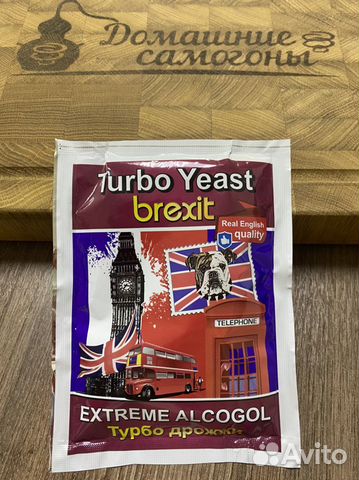 Домашние
самогоны
Turbo Yeast
brexit
Real English
quality
TELEPHONE
EXTREME ALCOGOL
Турбо дрожжи
Avito